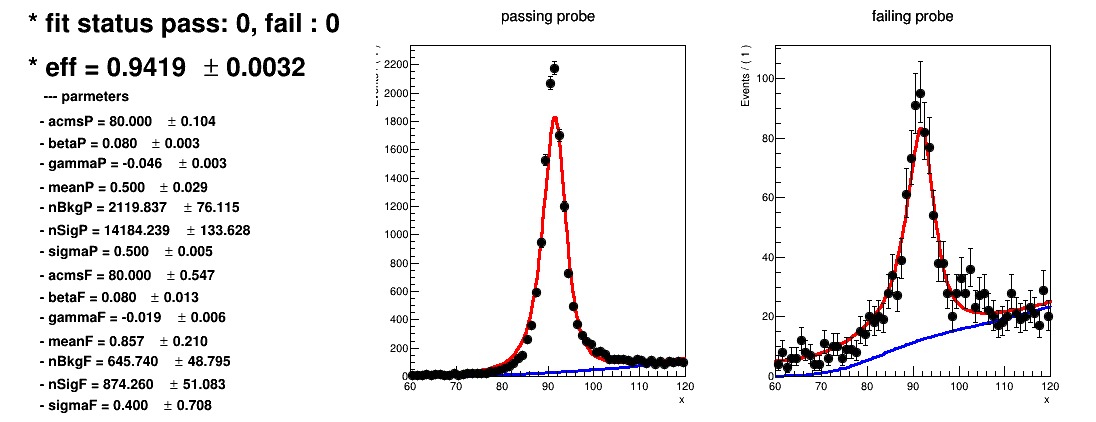 * fit status pass: 0, fail : 0
* eff = 0.9419 ± 0.0032
--- parmeters
- acmsP = 80.000 ± 0.104
- betaP = 0.080 ± 0.003
- gammaP = -0.046 ± 0.003
- meanP = 0.500 ± 0.029
- nBkgP = 2119.837 ± 76.115
- nSigP = 14184.239 ± 133.628
- sigmaP = 0.500 ± 0.005
- acmsF = 80.000 ± 0.547
- betaF = 0.080 ± 0.013
- gammaF = -0.019 ± 0.006
- meanF = 0.857 ± 0.210
- nBkgF = 645.740 ± 48.795
- nSigF = 874.260 ± 51.083
- sigmaF = 0.400 ± 0.708
passing probe
2200
2000
1800
1600
1400
1200
1000
800
600
400
200
0
60 70 80 90 100 110 120
x
failing probe
Events / ( 1 )
100
80
60
40
20
0
60 70 80 90 100 110 120
x